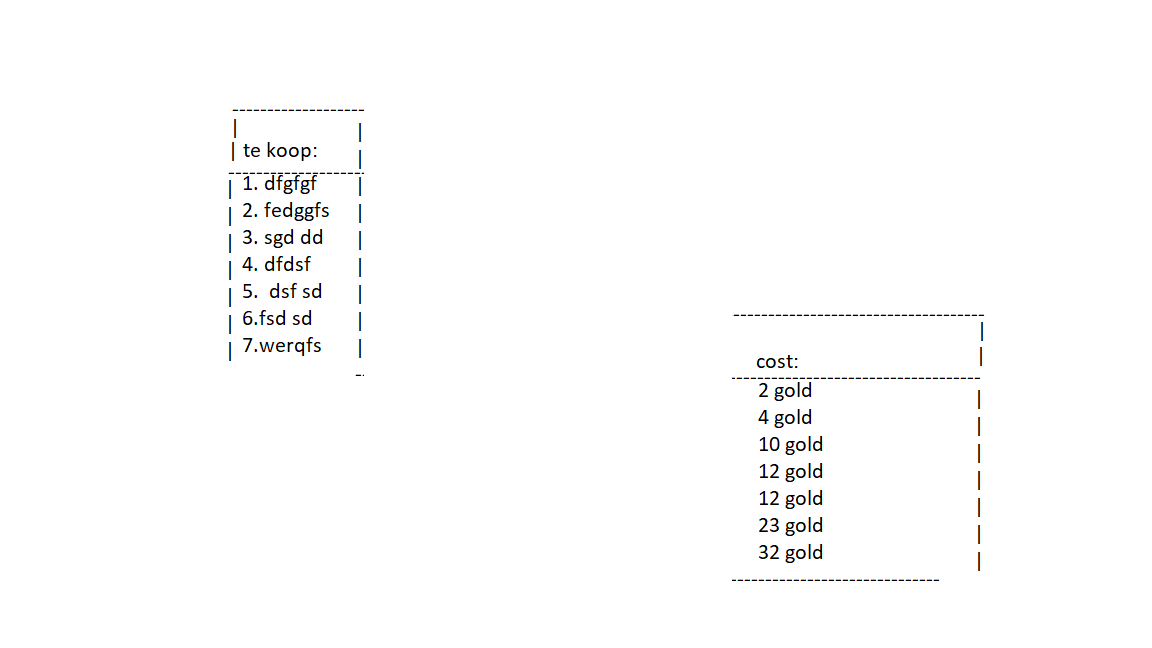 te koop:
1. dfgfgf
2. fedggfs
3. sgd dd
4. dfdsf
5.  dsf sd
6.fsd sd
7.werqfs
cost:
2 gold
4 gold
10 gold
12 gold
12 gold
23 gold
32 gold